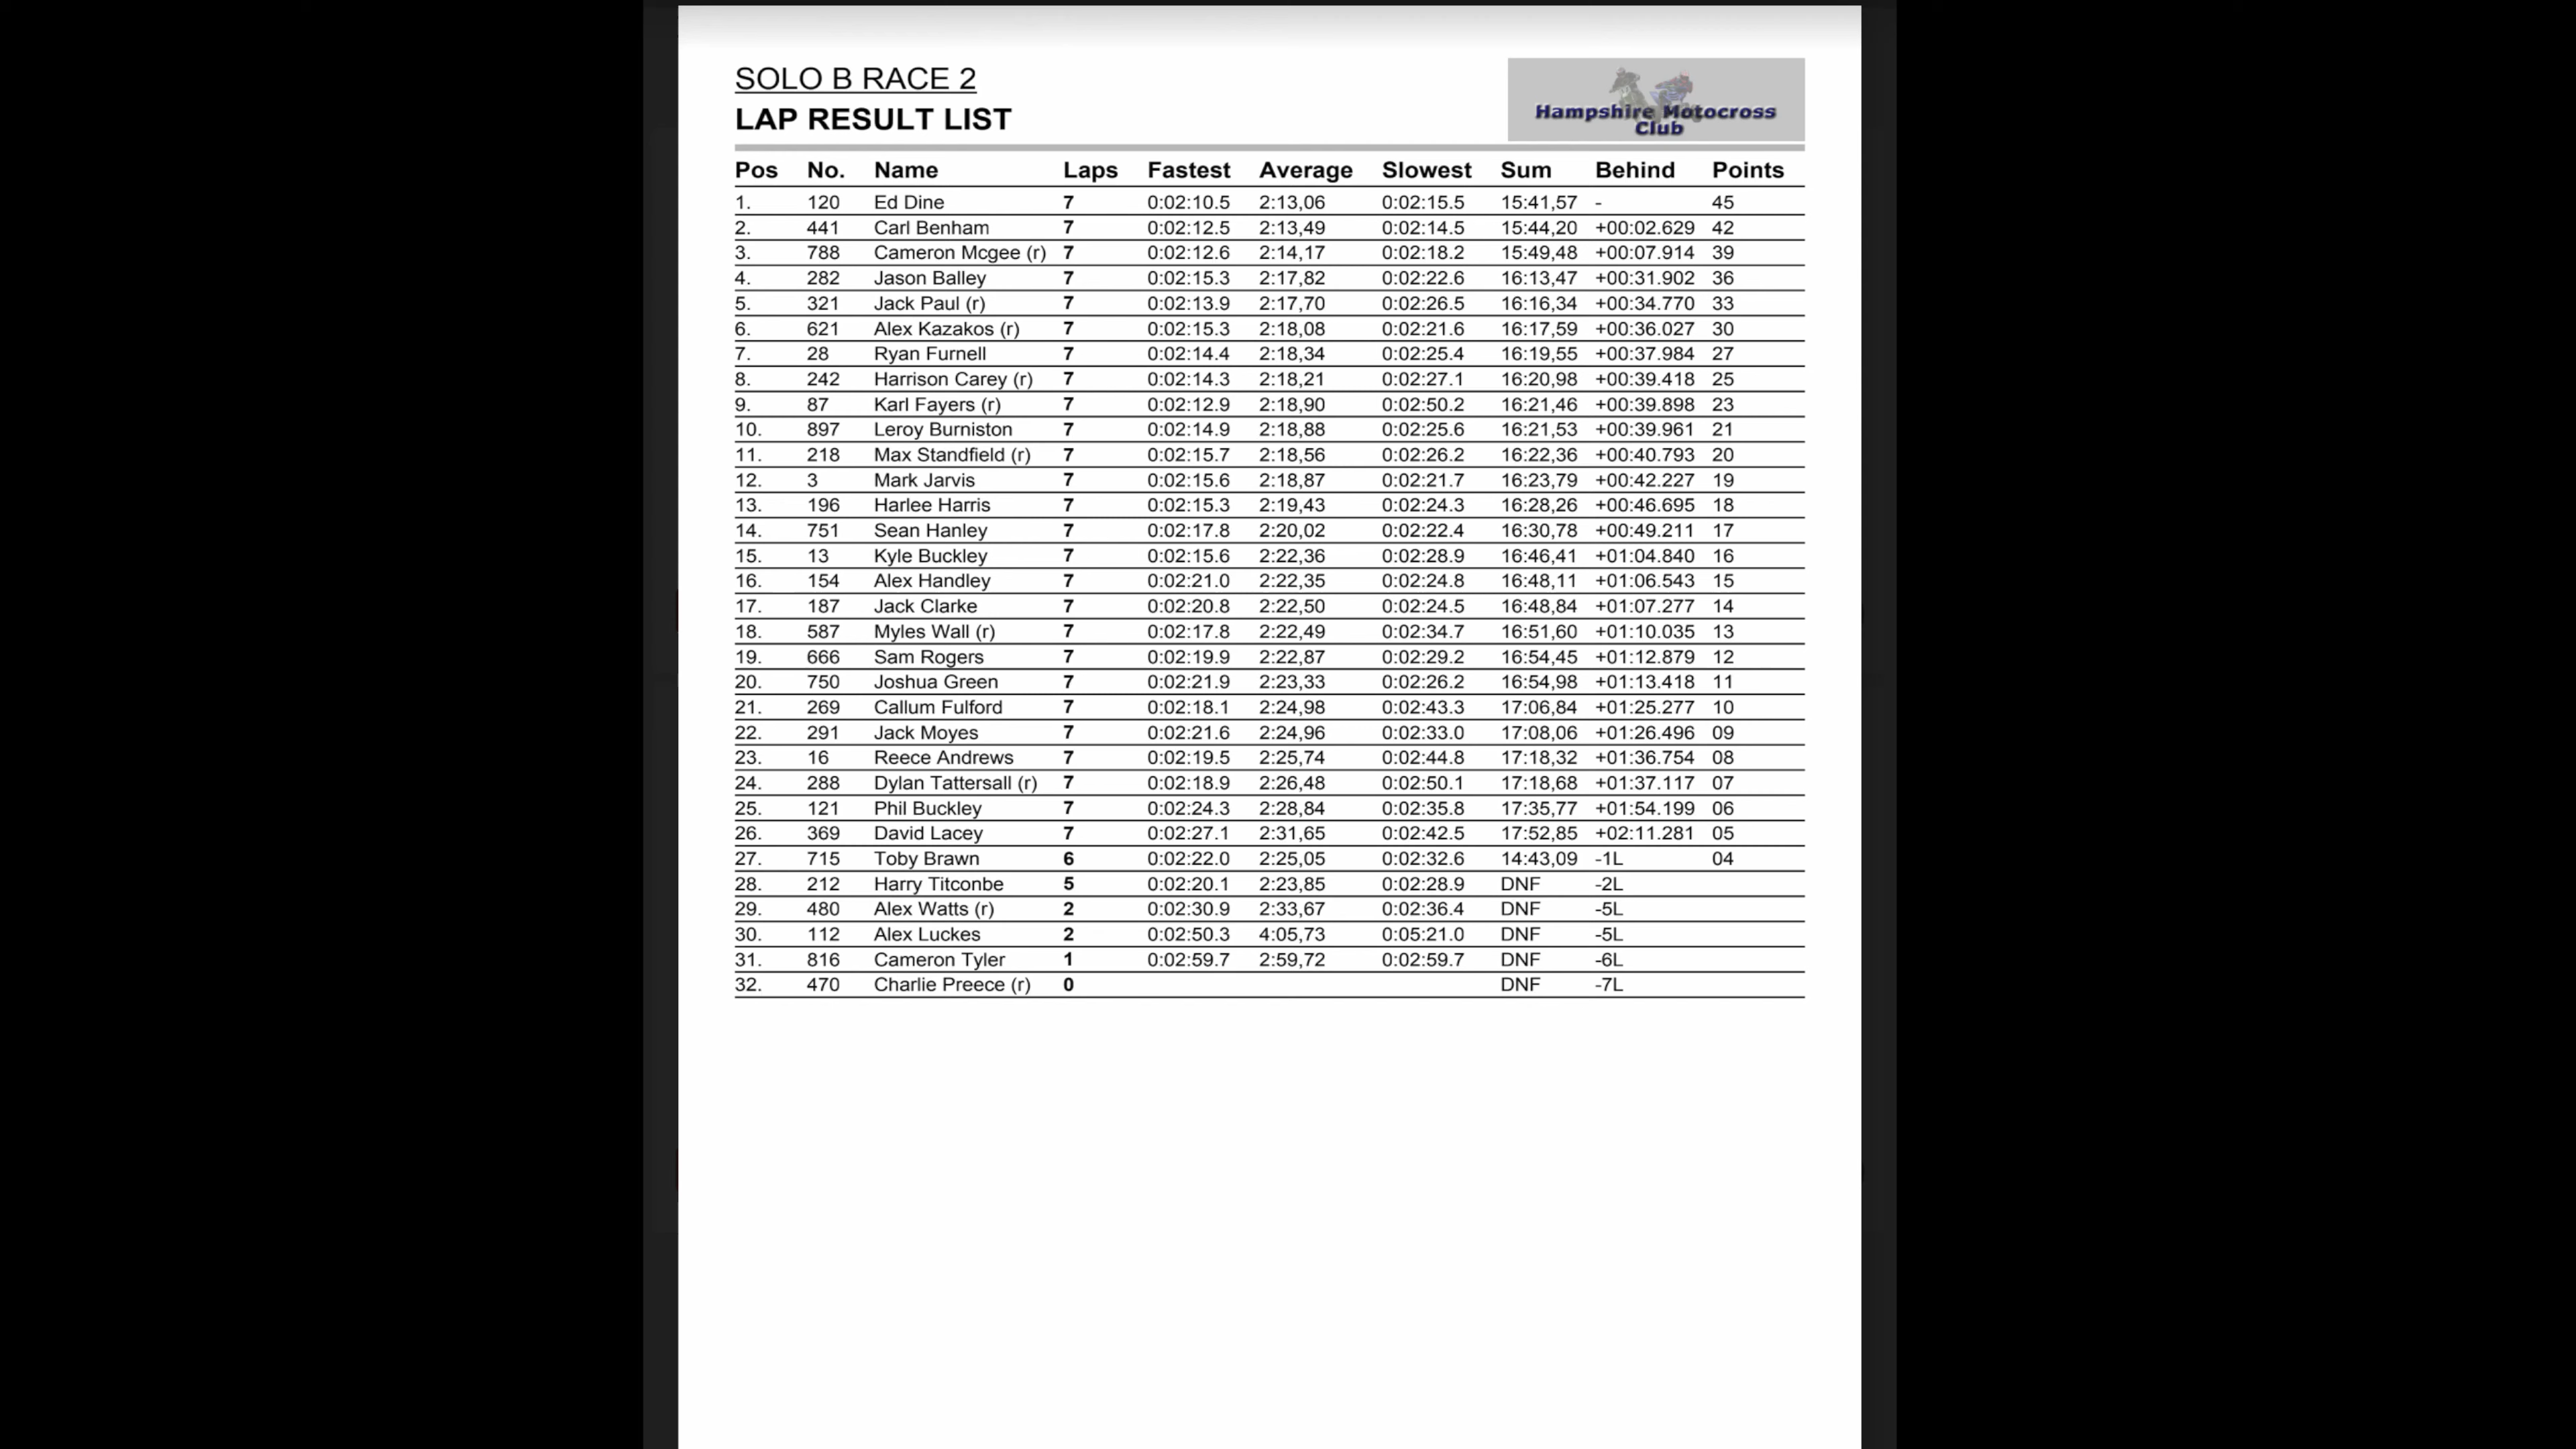 SOLO B RACE 2
LAP RESULT LIST
Hampshire Motocross
Club
Pos No. Name Laps Fastest Average Slowest Sum Behind Points
1. 120 Ed Dine 7 0:02:10.5 2:13,06 0:02:15.5 15:41,57 - 45
2. 441 Carl Benham 7 0:02:12.5 2:13,49 0:02:14.5 15:44,20 +00:02.629 42
3. 788 Cameron Mcgee (r) 7 0:02:12.6 2:14,17 0:02:18.2 15:49,48 +00:07.914 39
4. 282 Jason Balley 7 0:02:15.3 2:17,82 0:02:22.6 16:13,47 +00:31.902 36
5. 321 Jack Paul (r) 7 0:02:13.9 2:17,70 0:02:26.5 16:16,34 +00:34.770 33
6. 621 Alex Kazakos (r) 7 0:02:15.3 2:18,08 0:02:21.6 16:17,59 +00:36.027 30
7. 28 Ryan Furnell 7 0:02:14.4 2:18,34 0:02:25.4 16:19,55 +00:37.984 27
8. 242 Harrison Carey (r) 7 0:02:14.3 2:18,21 0:02:27.1 16:20,98 +00:39.418 25
9. 87 Karl Fayers (r) 7 0:02:12.9 2:18,90 0:02:50.2 16:21,46 +00:39.898 23
10. 897 Leroy Burniston 7 0:02:14.9 2:18,88 0:02:25.6 16:21,53 +00:39.961 21
11. 218 Max Standfield (r) 7 0:02:15.7 2:18,56 0:02:26.2 16:22,36 +00:40.793 20
12. 3 Mark Jarvis 7 0:02:15.6 2:18,87 0:02:21.7 16:23,79 +00:42.227 19
13. 196 Harlee Harris 7 0:02:15.3 2:19,43 0:02:24.3 16:28,26 +00:46.695 18
14. 751 Sean Hanley 7 0:02:17.8 2:20,02 0:02:22.4 16:30,78 +00:49.211 17
15. 13 Kyle Buckley 7 0:02:15.6 2:22,36 0:02:28.9 16:46,41 +01:04.840 16
16. 154 Alex Handley 7 0:02:21.0 2:22,35 0:02:24.8 16:48,11 +01:06.543 15
17. 187 Jack Clarke 7 0:02:20.8 2:22,50 0:02:24.5 16:48,84 +01:07.277 14
18. 587 Myles Wall (r) 7 0:02:17.8 2:22,49 0:02:34.7 16:51,60 +01:10.035 13
19. 666 Sam Rogers 7 0:02:19.9 2:22,87 0:02:29.2 16:54,45 +01:12.879 12
20. 750 Joshua Green 7 0:02:21.9 2:23,33 0:02:26.2 16:54,98 +01:13.418 11
21. 269 Callum Fulford 7 0:02:18.1 2:24,98 0:02:43.3 17:06,84 +01:25.277 10
22. 291 Jack Moyes 7 0:02:21.6 2:24,96 0:02:33.0 17:08,06 +01:26.496 09
23. 16 Reece Andrews 7 0:02:19.5 2:25,74 0:02:44.8 17:18,32 +01:36.754 08
24. 288 Dylan Tattersall (r) 7 0:02:18.9 2:26,48 0:02:50.1 17:18,68 +01:37.117 07
25. 121 Phil Buckley 7 0:02:24.3 2:28,84 0:02:35.8 17:35,77 +01:54.199 06
26. 369 David Lacey 7 0:02:27.1 2:31,65 0:02:42.5 17:52,85 +02:11.281 05
27. 715 Toby Brawn 6 0:02:22.0 2:25,05 0:02:32.6 14:43,09 -1L 04
28. 212 Harry Titconbe 5 0:02:20.1 2:23,85 0:02:28.9 DNF -2L
29. 480 Alex Watts (r) 2 0:02:30.9 2:33,67 0:02:36.4 DNF -5L
30. 112 Alex Luckes 2 0:02:50.3 4:05,73 0:05:21.0 DNF -5L
31. 816 Cameron Tyler 1 0:02:59.7 2:59,72 0:02:59.7 DNF -6L
32. 470 Charlie Preece (r) 0 DNF -7L